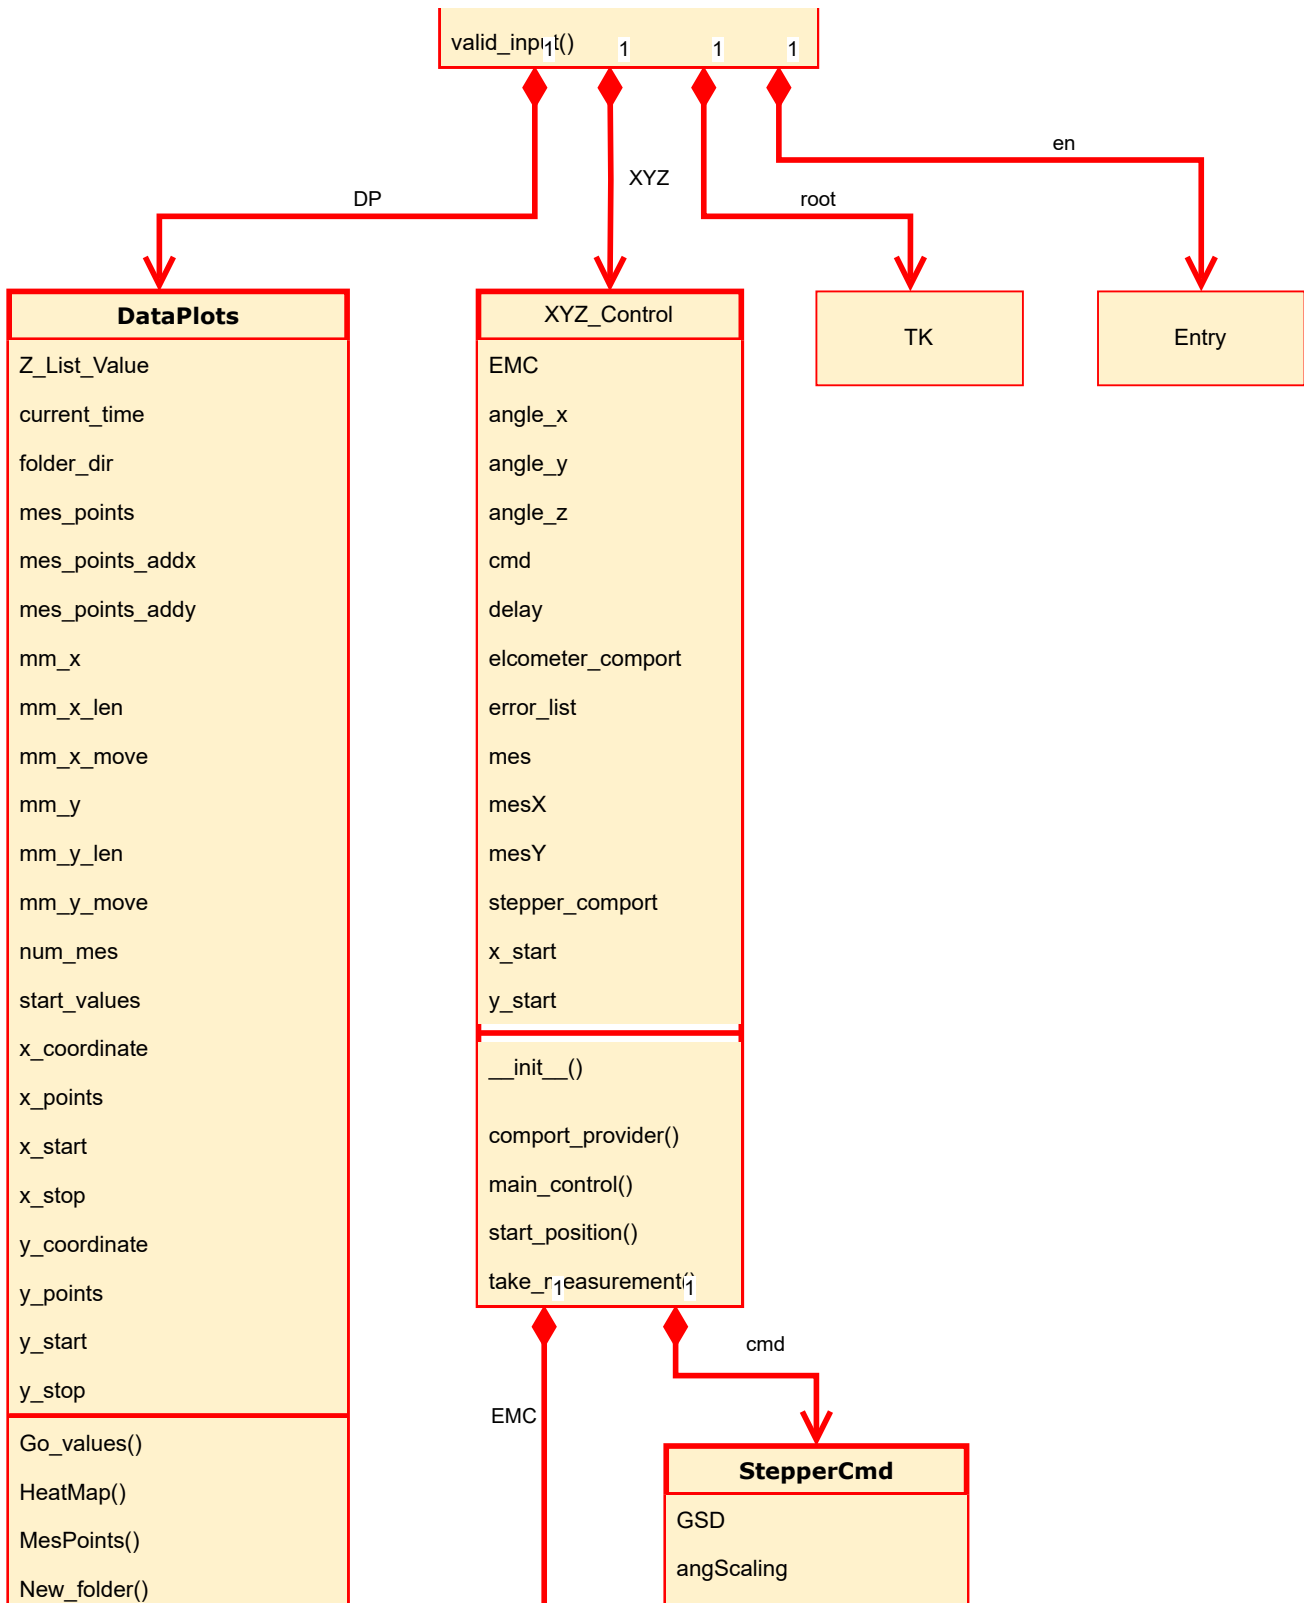 valid_input()
1
1
1
1
en
XYZ
DP
root
DataPlots
Z_List_Value
current_time
folder_dir
mes_points
mes_points_addx
mes_points_addy
mm_x
mm_x_len
mm_x_move
mm_y
mm_y_len
mm_y_move
num_mes
start_values
x_coordinate
x_points
x_start
x_stop
y_coordinate
y_points
y_start
y_stop
Go_values()
HeatMap()
MesPoints()
New_folder()
XYZ_Control
EMC
angle_x
angle_y
angle_z
cmd
delay
elcometer_comport
error_list
mes
mesX
mesY
stepper_comport
x_start
y_start
__init__()
comport_provider()
main_control()
start_position()
take_measurement()
1
1
TK
Entry
cmd
EMC
StepperCmd
GSD
angScaling